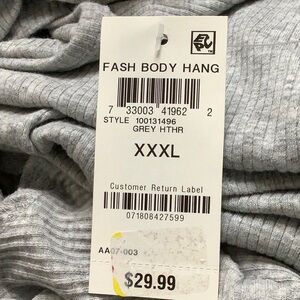 FASH BODY HANG
7 33003 41962 2
STYLE 100131496
GREY HTHR
XXXL
Customer Return Label
071808427599
AA07-003
$29.99